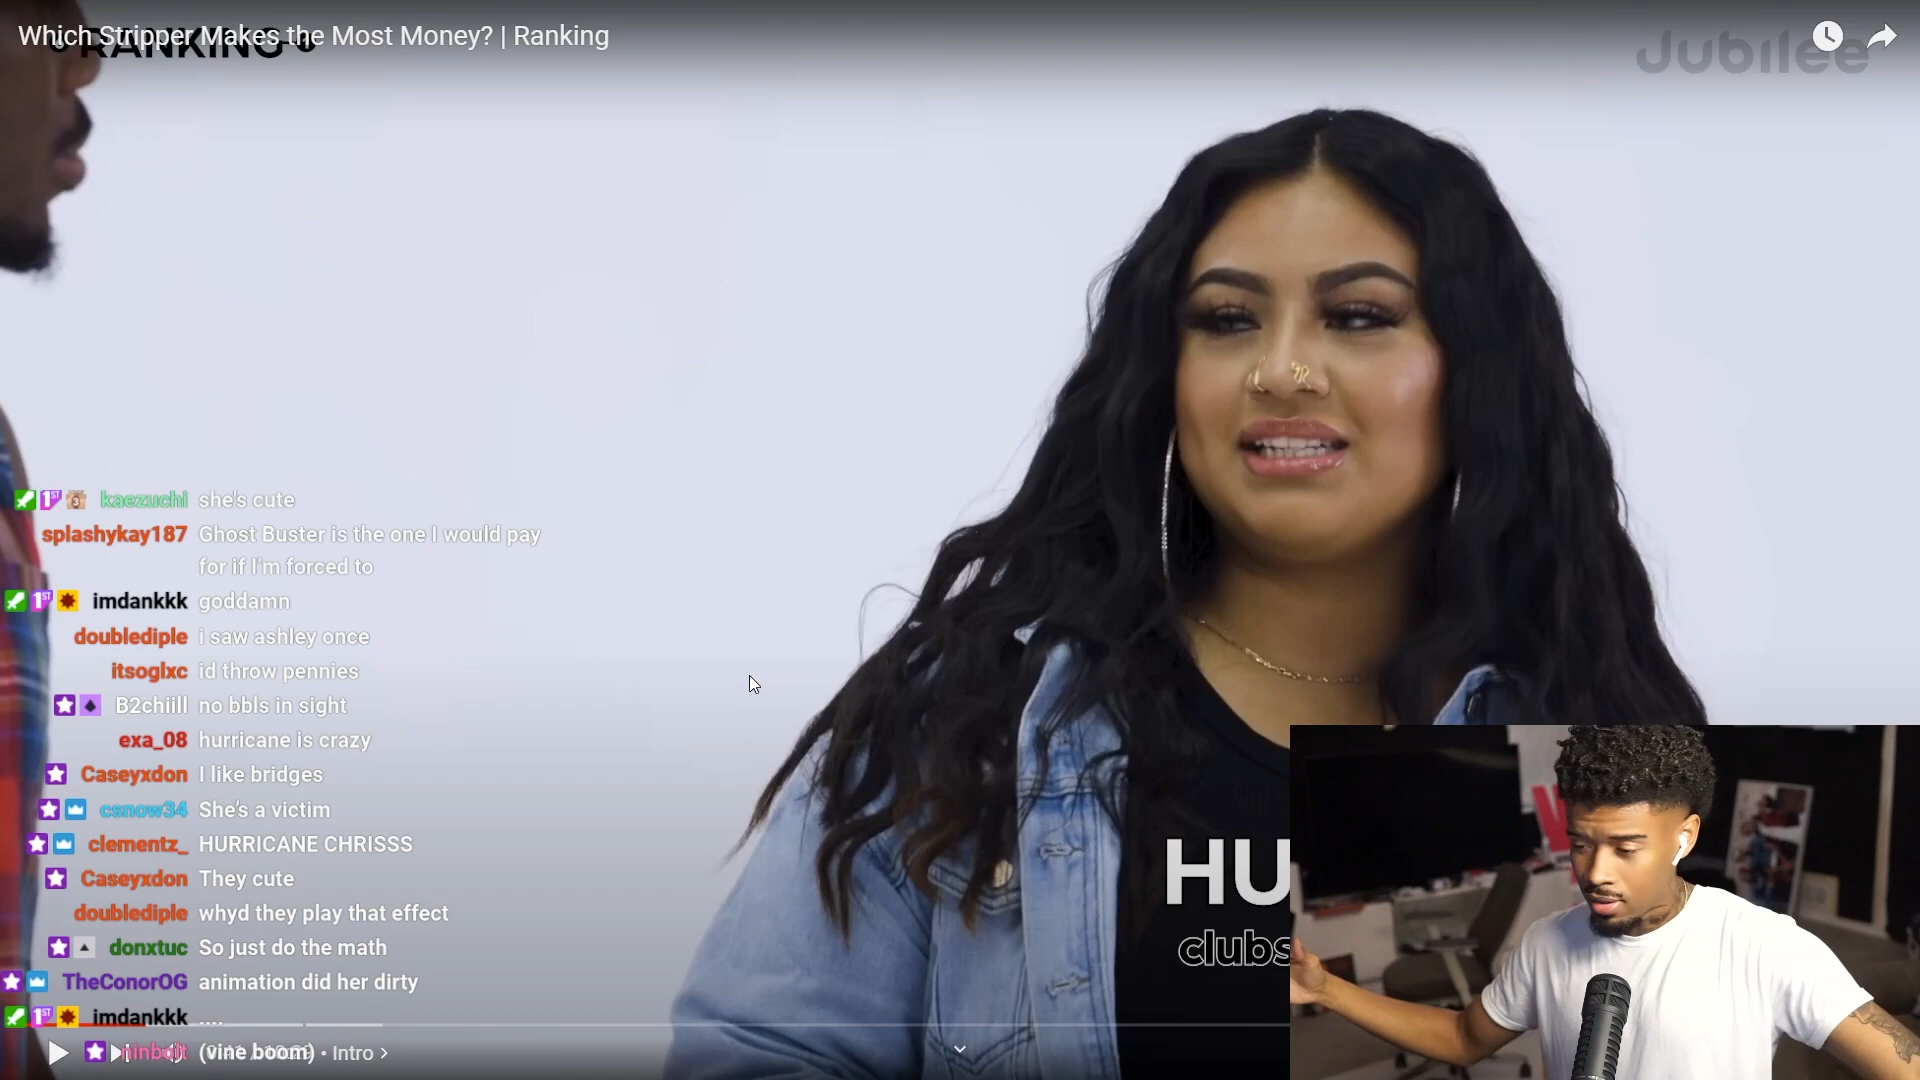 Which Stripper Makes the Most Money? | Ranking
RANKING
Jubilee
kaezuchi she's cute
splashykay187 Ghost Buster is the one I would pay
for if I'm forced to
imdankkk goddamn
doublediple i saw ashley once
itsoglxc id throw pennies
B2chiill no bbls in sight
exa_08 hurricane is crazy
Caseyxdon I like bridges
csnow34 She's a victim
clementz_ HURRICANE CHRISSS
Caseyxdon They cute
doublediple whyd they play that effect
donxtuc So just do the math
TheConorOG animation did her dirty
imdankkk ....
ninbolt (vine boom) • Intro >
HU
clubs